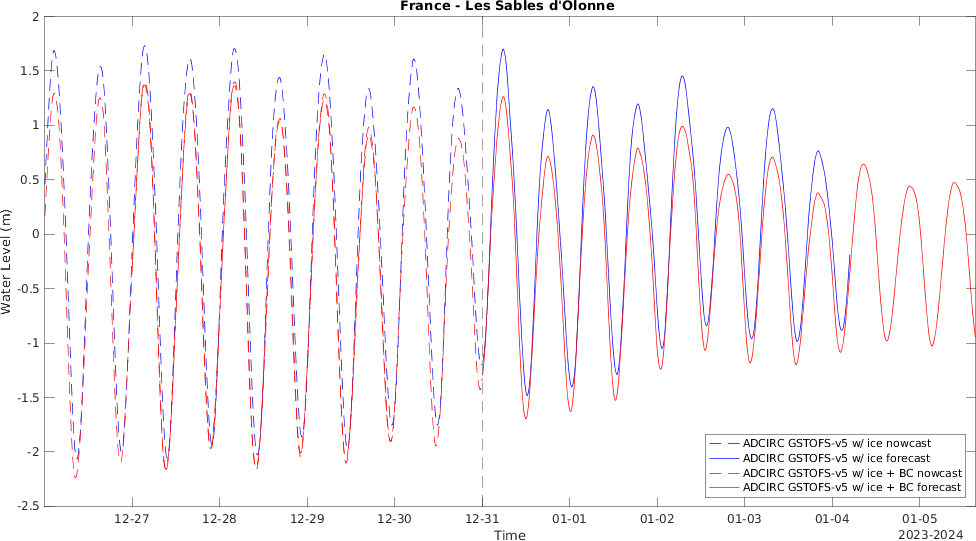 France - Les Sables d'Olonne
2
1.5
1
0.5
0
-0.5
-1
-1.5
-2
-2.5
Water Level (m)
12-27 12-28 12-29 12-30 12-31 01-01 01-02 01-03 01-04 01-05
Time
2023-2024
ADCIRC GSTOFS-v5 w/ ice nowcast
ADCIRC GSTOFS-v5 w/ ice forecast
ADCIRC GSTOFS-v5 w/ ice + BC nowcast
ADCIRC GSTOFS-v5 w/ ice + BC forecast